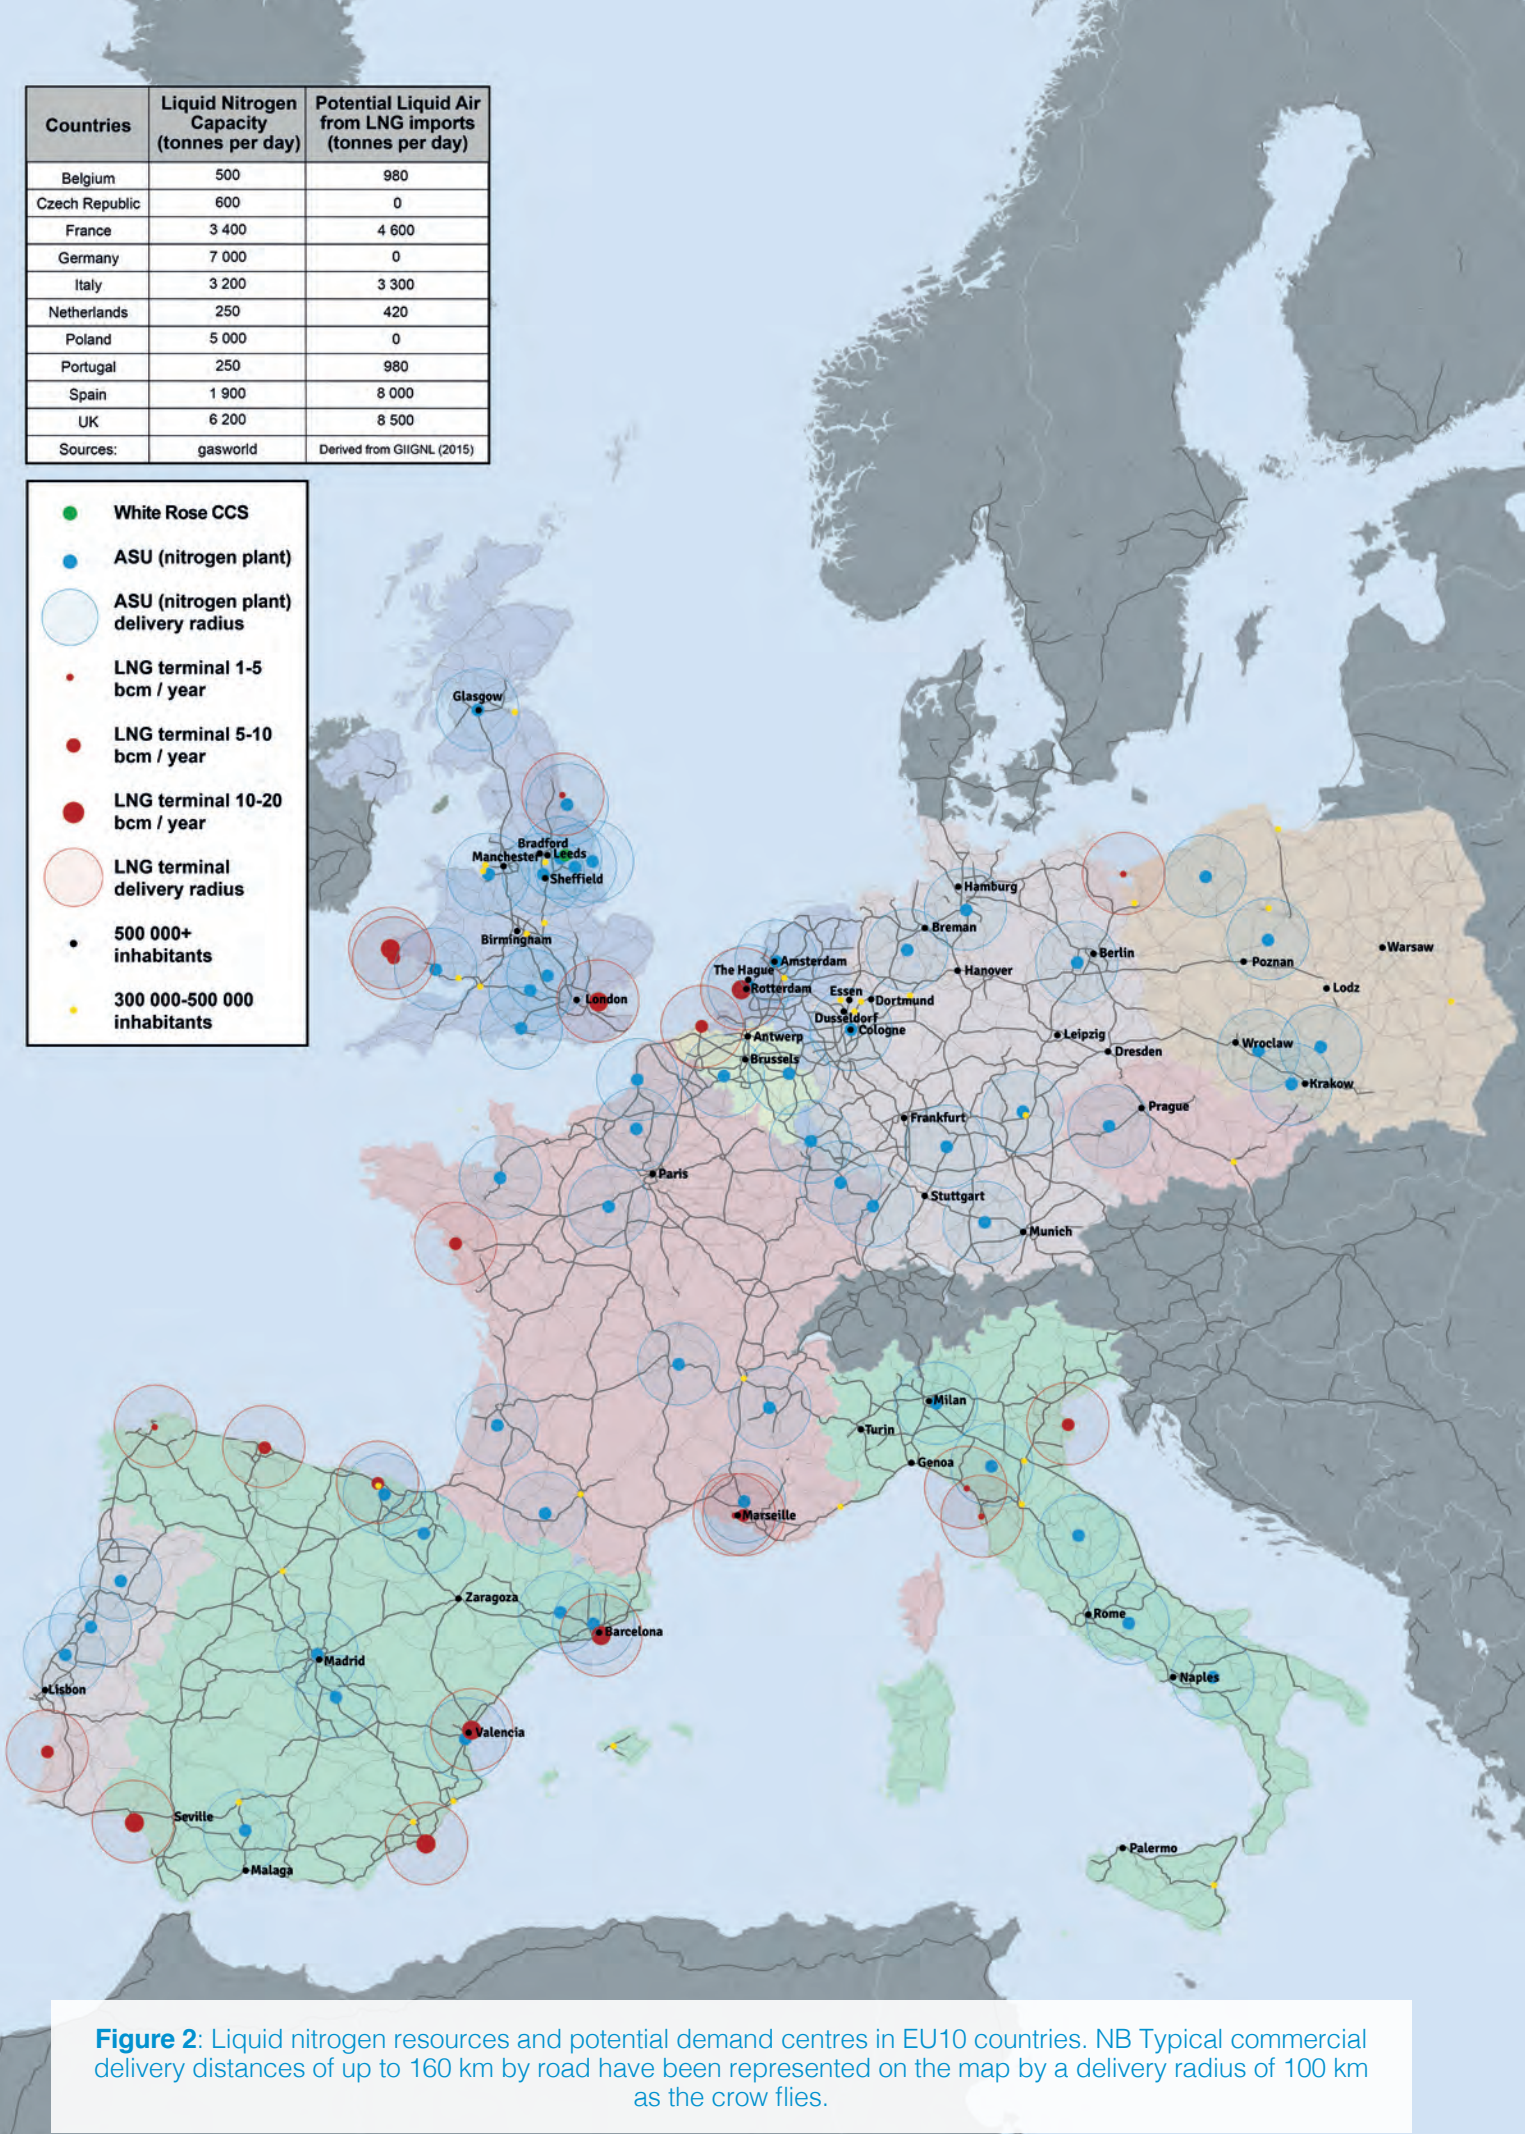 Countries
Liquid Nitrogen
Capacity
(tonnes per day)
Potential Liquid Air
from LNG imports
(tonnes per day)
Belgium 500 980
Czech Republic 600 0
France 3 400 4 600
Germany 7 000 0
Italy 3 200 3 300
Netherlands 250 420
Poland 5 000 0
Portugal 250 980
Spain 1 900 8 000
UK 6 200 8 500
Sources: gasworld Derived from GIIGNL (2015)
White Rose CCS
ASU (nitrogen plant)
ASU (nitrogen plant)
delivery radius
LNG terminal 1-5
bcm / year
LNG terminal 5-10
bcm / year
LNG terminal 10-20
bcm / year
LNG terminal
delivery radius
500 000+
inhabitants
300 000-500 000
inhabitants
Glasgow
Bradford
Manchester
Leeds
Sheffield
Birmingham
London
Hamburg
Breman
Amsterdam
The Hague
Rotterdam
Hanover
Berlin
Poznan
Warsaw
Lodz
Essen
Dortmund
Dusseldorf
Cologne
Antwerp
Brussels
Leipzig
Dresden
Wroclaw
Krakow
Prague
Frankfurt
Paris
Stuttgart
Munich
Milan
Turin
Genoa
Marseille
Zaragoza
Barcelona
Madrid
Lisbon
Valencia
Seville
Malaga
Rome
Naples
Palermo
Figure 2: Liquid nitrogen resources and potential demand centres in EU10 countries. NB Typical commercial
delivery distances of up to 160 km by road have been represented on the map by a delivery radius of 100 km
as the crow flies.